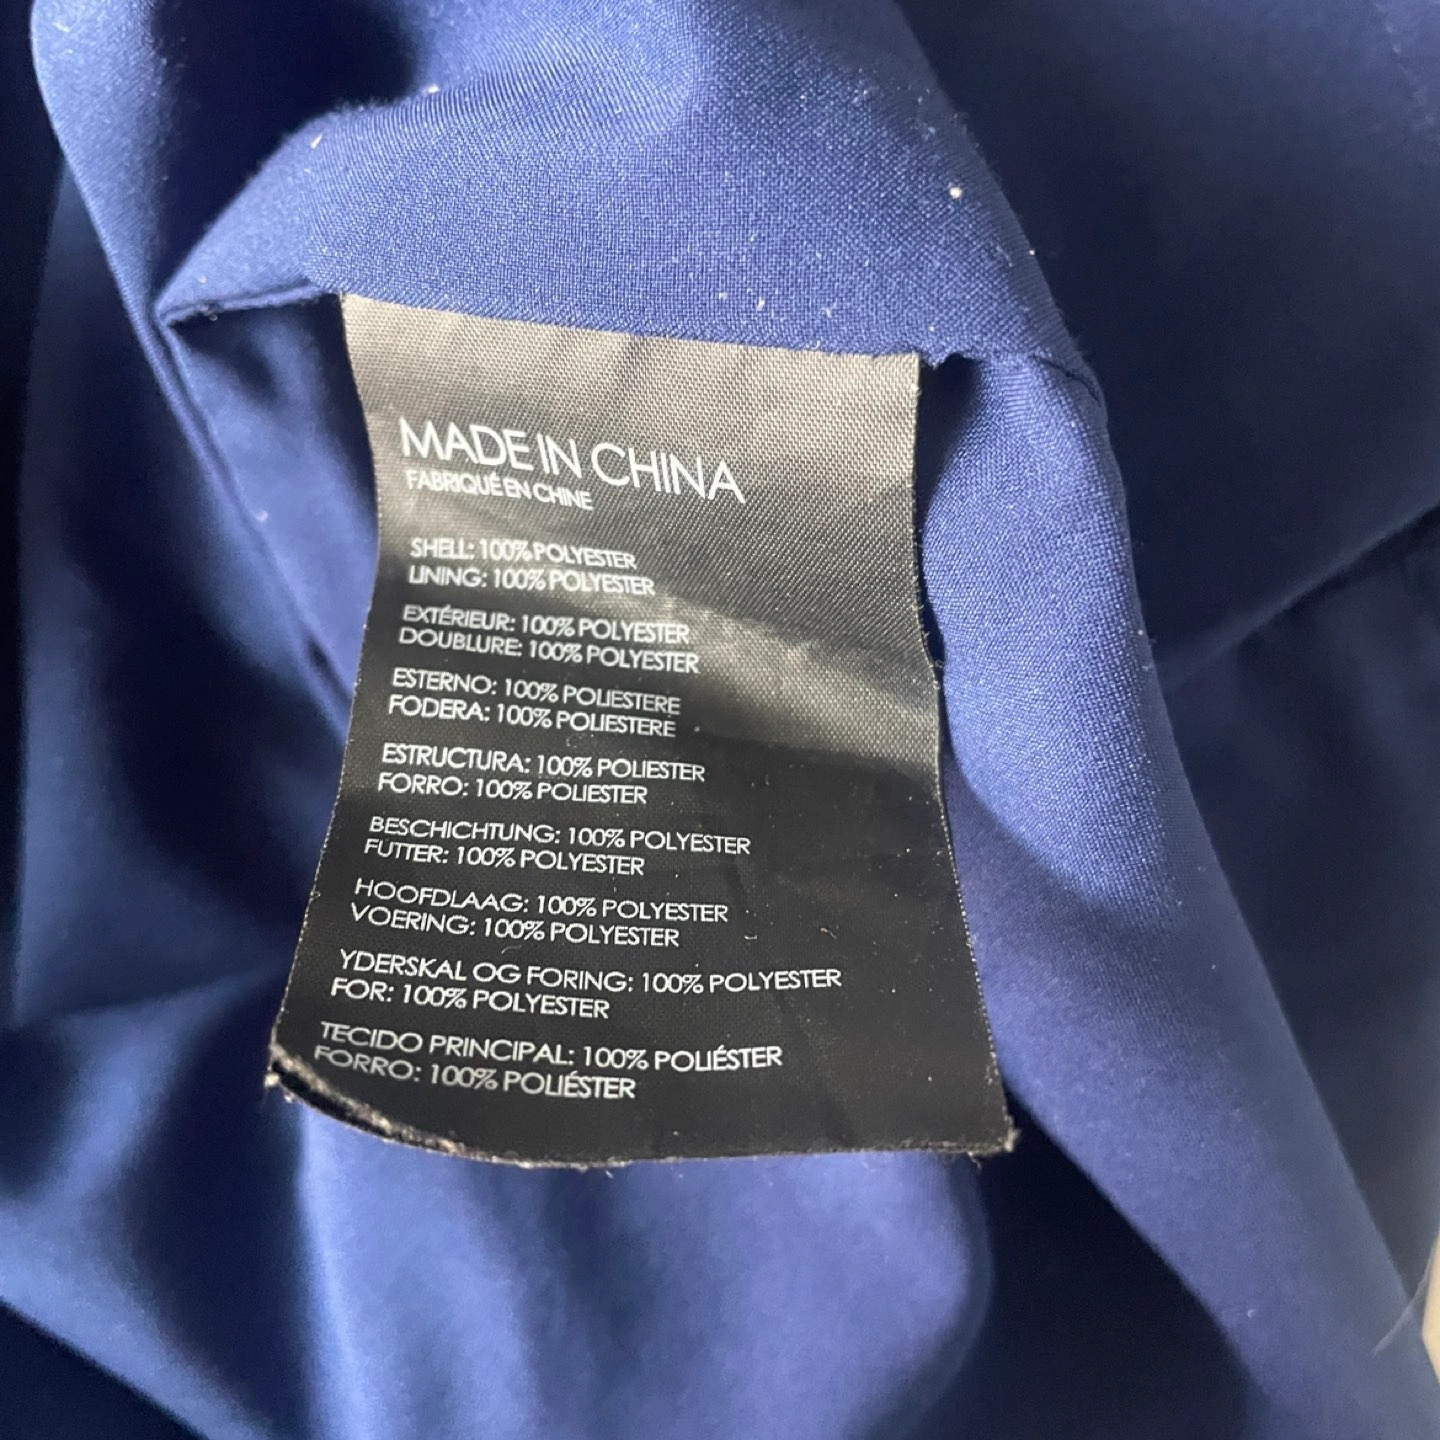 MADE IN CHINA
FABRIQUÉ EN CHINE
SHELL: 100% POLYESTER
LINING: 100% POLYESTER
EXTÉRIEUR: 100% POLYESTER
DOUBLURE: 100% POLYESTER
ESTERNO: 100% POLIESTERE
FODERA: 100% POLIESTERE
ESTRUCTURA: 100% POLIESTER
FORRO: 100% POLIESTER
BESCHICHTUNG: 100% POLYESTER
FUTTER: 100% POLYESTER
HOOFDLAAG: 100% POLYESTER
VOERING: 100% POLYESTER
YDERSKAL OG FORING: 100% POLYESTER
FOR: 100% POLYESTER
TECIDO PRINCIPAL: 100% POLIÉSTER
FORRO: 100% POLIÉSTER